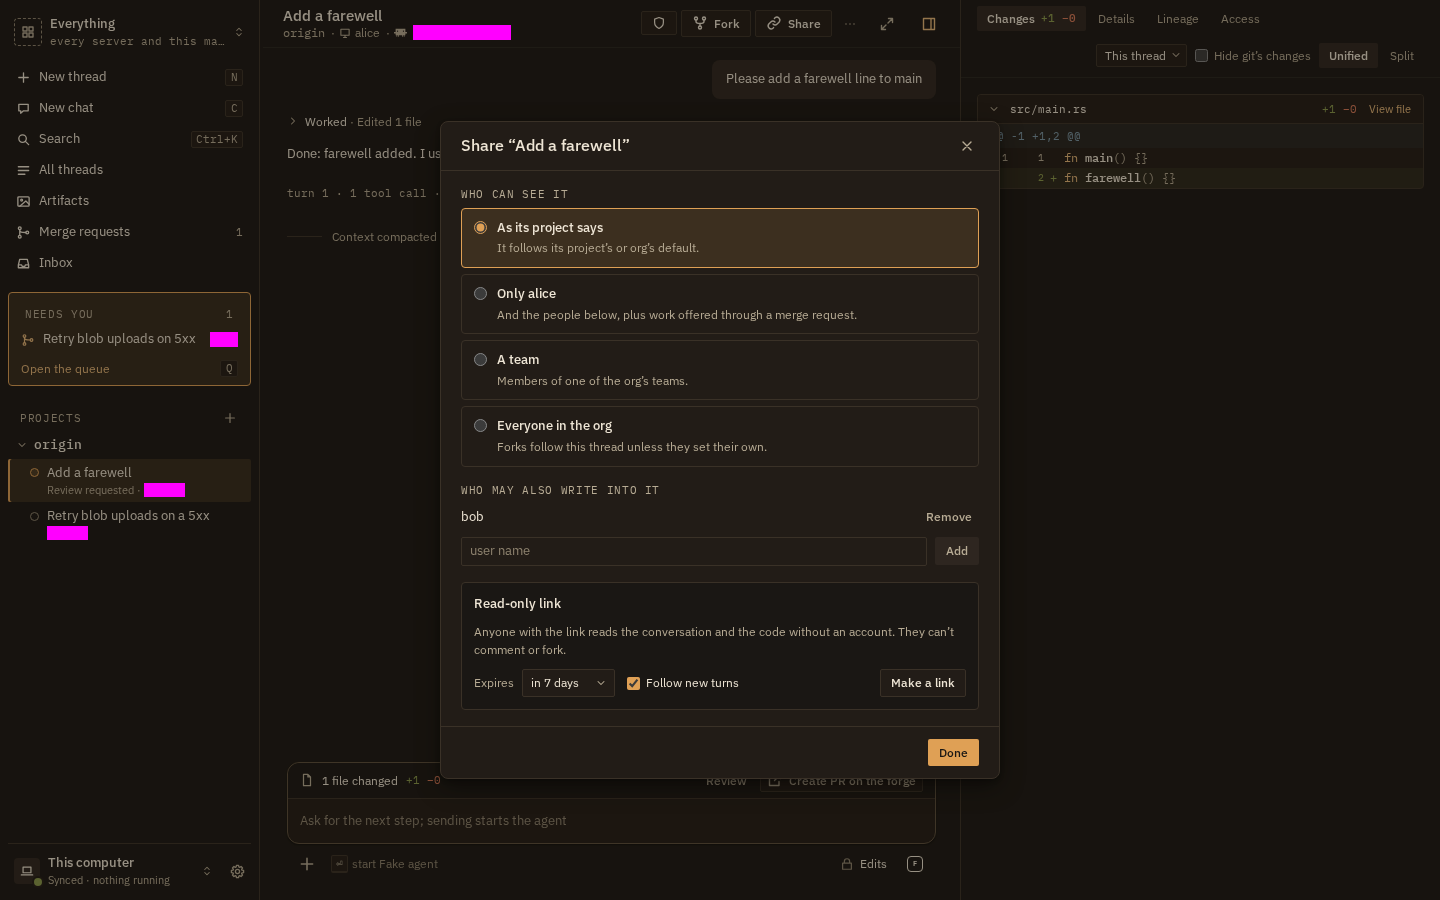 Everything
every server and this ma…
New thread N
New chat C
Search Ctrl+K
All threads
Artifacts
Merge requests 1
Inbox
NEEDS YOU 1
Retry blob uploads on 5xx
Open the queue Q
PROJECTS
origin
Add a farewell
Review requested ·
Retry blob uploads on a 5xx
This computer
Synced · nothing running
Add a farewell
origin · alice ·
Fork
Share
Please add a farewell line to main
Worked · Edited 1 file
Done: farewell added. I us
turn 1 · 1 tool call ·
Context compacted
Share “Add a farewell”
WHO CAN SEE IT
As its project says
It follows its project’s or org’s default.
Only alice
And the people below, plus work offered through a merge request.
A team
Members of one of the org’s teams.
Everyone in the org
Forks follow this thread unless they set their own.
WHO MAY ALSO WRITE INTO IT
bob Remove
user name Add
Read-only link
Anyone with the link reads the conversation and the code without an account. They can’t
comment or fork.
Expires in 7 days Follow new turns Make a link
Done
1 file changed +1 −0 Review Create PR on the forge
Ask for the next step; sending starts the agent
start Fake agent Edits F
Changes +1 −0 Details Lineage Access
This thread Hide git’s changes Unified Split
src/main.rs +1 −0 View file
-1 +1,2 @@
1 1 fn main() {}
2 + fn farewell() {}